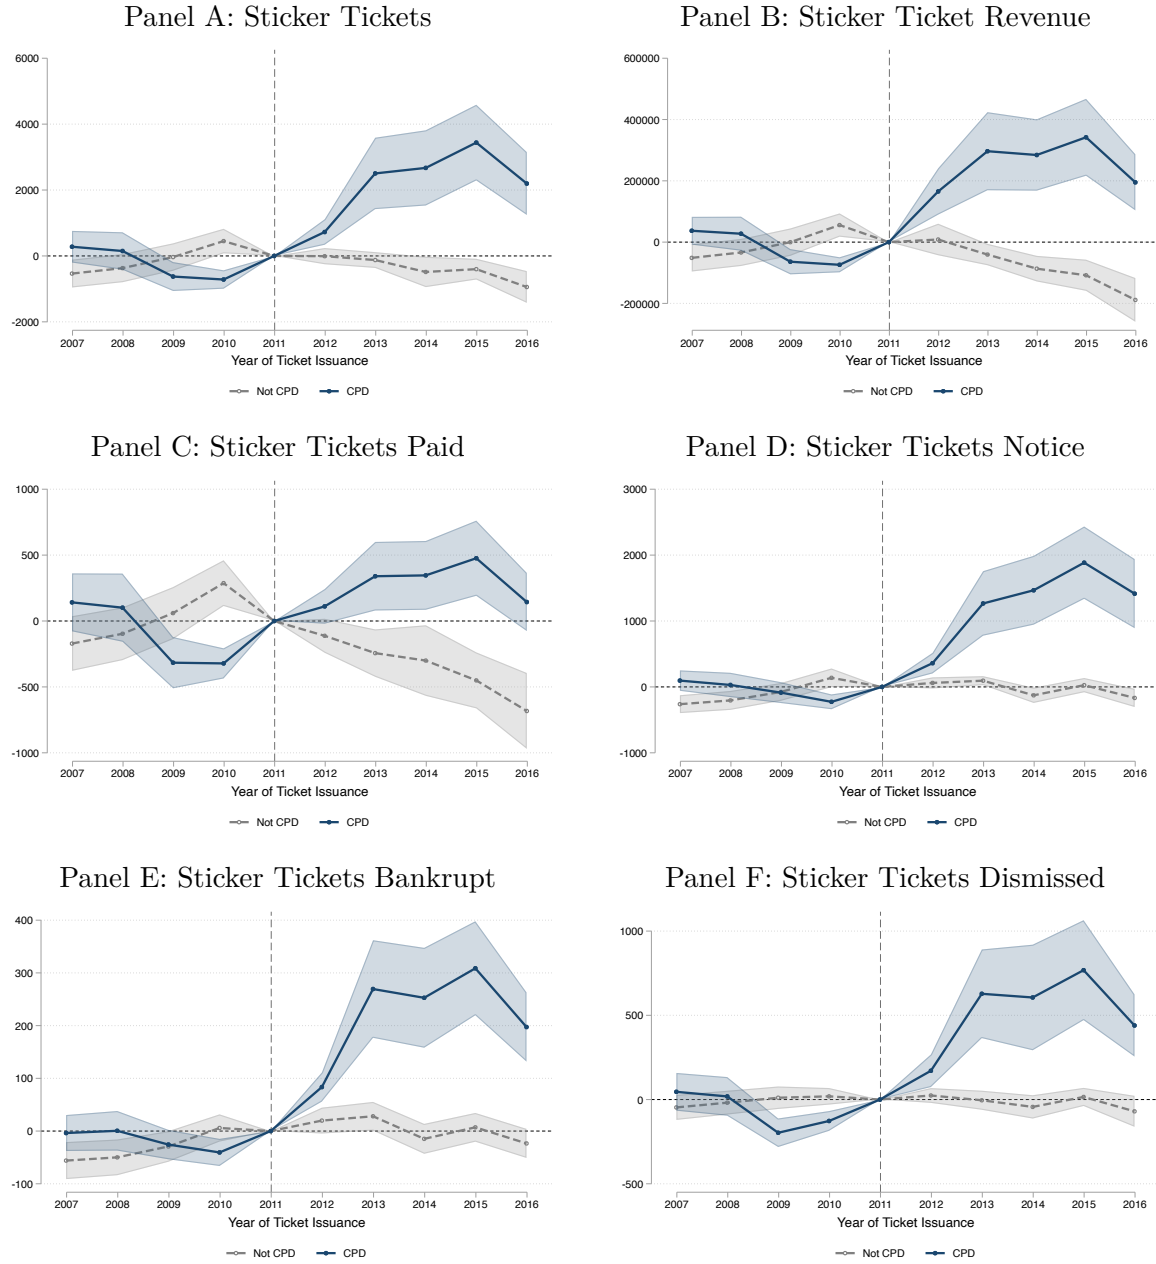 Panel A: Sticker Tickets
6000
4000
2000
0
-2000
2007 2008 2009 2010 2011 2012 2013 2014 2015 2016
Year of Ticket Issuance
Not CPD CPD
Panel B: Sticker Ticket Revenue
600000
400000
200000
0
-200000
2007 2008 2009 2010 2011 2012 2013 2014 2015 2016
Year of Ticket Issuance
Not CPD CPD
Panel C: Sticker Tickets Paid
1000
500
0
-500
-1000
2007 2008 2009 2010 2011 2012 2013 2014 2015 2016
Year of Ticket Issuance
Not CPD CPD
Panel D: Sticker Tickets Notice
3000
2000
1000
0
-1000
2007 2008 2009 2010 2011 2012 2013 2014 2015 2016
Year of Ticket Issuance
Not CPD CPD
Panel E: Sticker Tickets Bankrupt
400
300
200
100
0
-100
2007 2008 2009 2010 2011 2012 2013 2014 2015 2016
Year of Ticket Issuance
Not CPD CPD
Panel F: Sticker Tickets Dismissed
1000
500
0
-500
2007 2008 2009 2010 2011 2012 2013 2014 2015 2016
Year of Ticket Issuance
Not CPD CPD